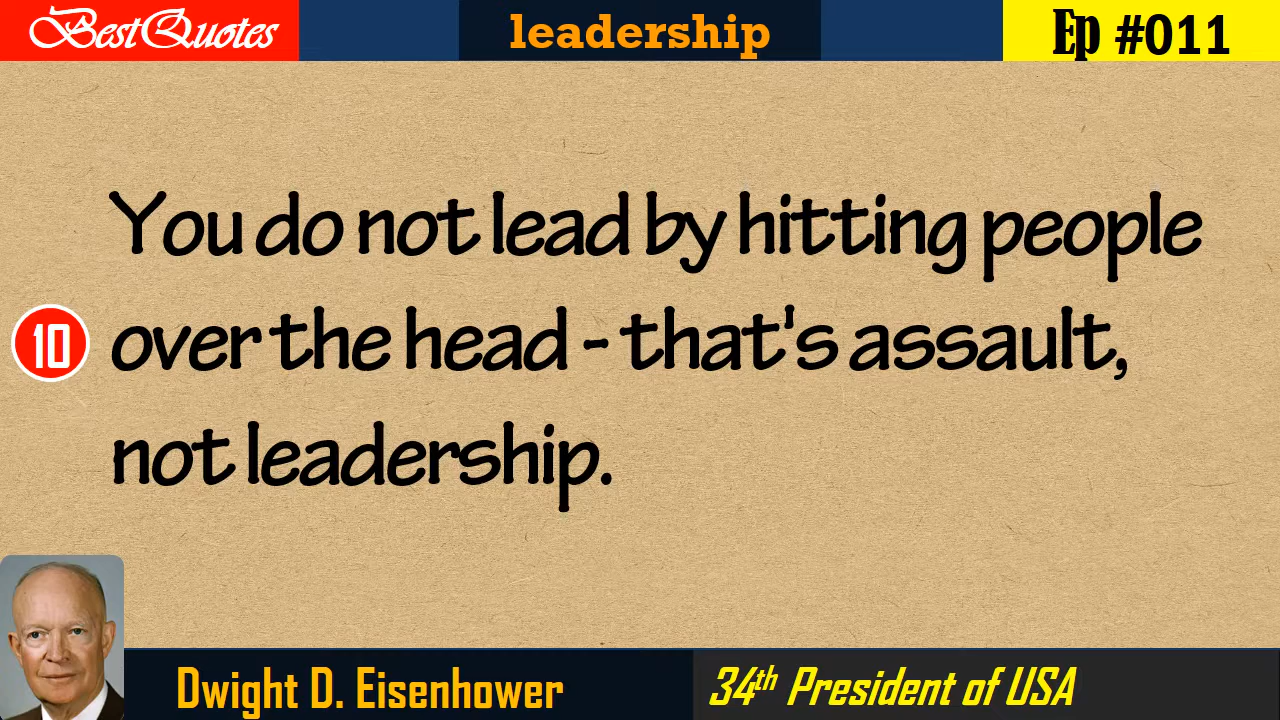 BestQuotes
leadership
Ep #011
You do not lead by hitting people
10
over the head - that's assault,
not leadership.
Dwight D. Eisenhower
34th President of USA